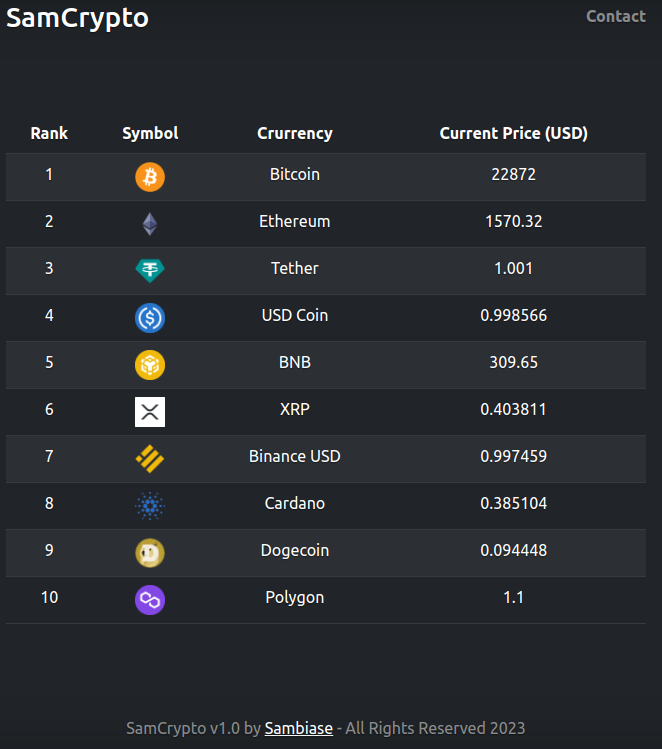 SamCrypto Contact
Rank Symbol Crurrency Current Price (USD)
1 Bitcoin 22872
2 Ethereum 1570.32
3 Tether 1.001
4 USD Coin 0.998566
5 BNB 309.65
6 XRP 0.403811
7 Binance USD 0.997459
8 Cardano 0.385104
9 Dogecoin 0.094448
10 Polygon 1.1
SamCrypto v1.0 by Sambiase - All Rights Reserved 2023